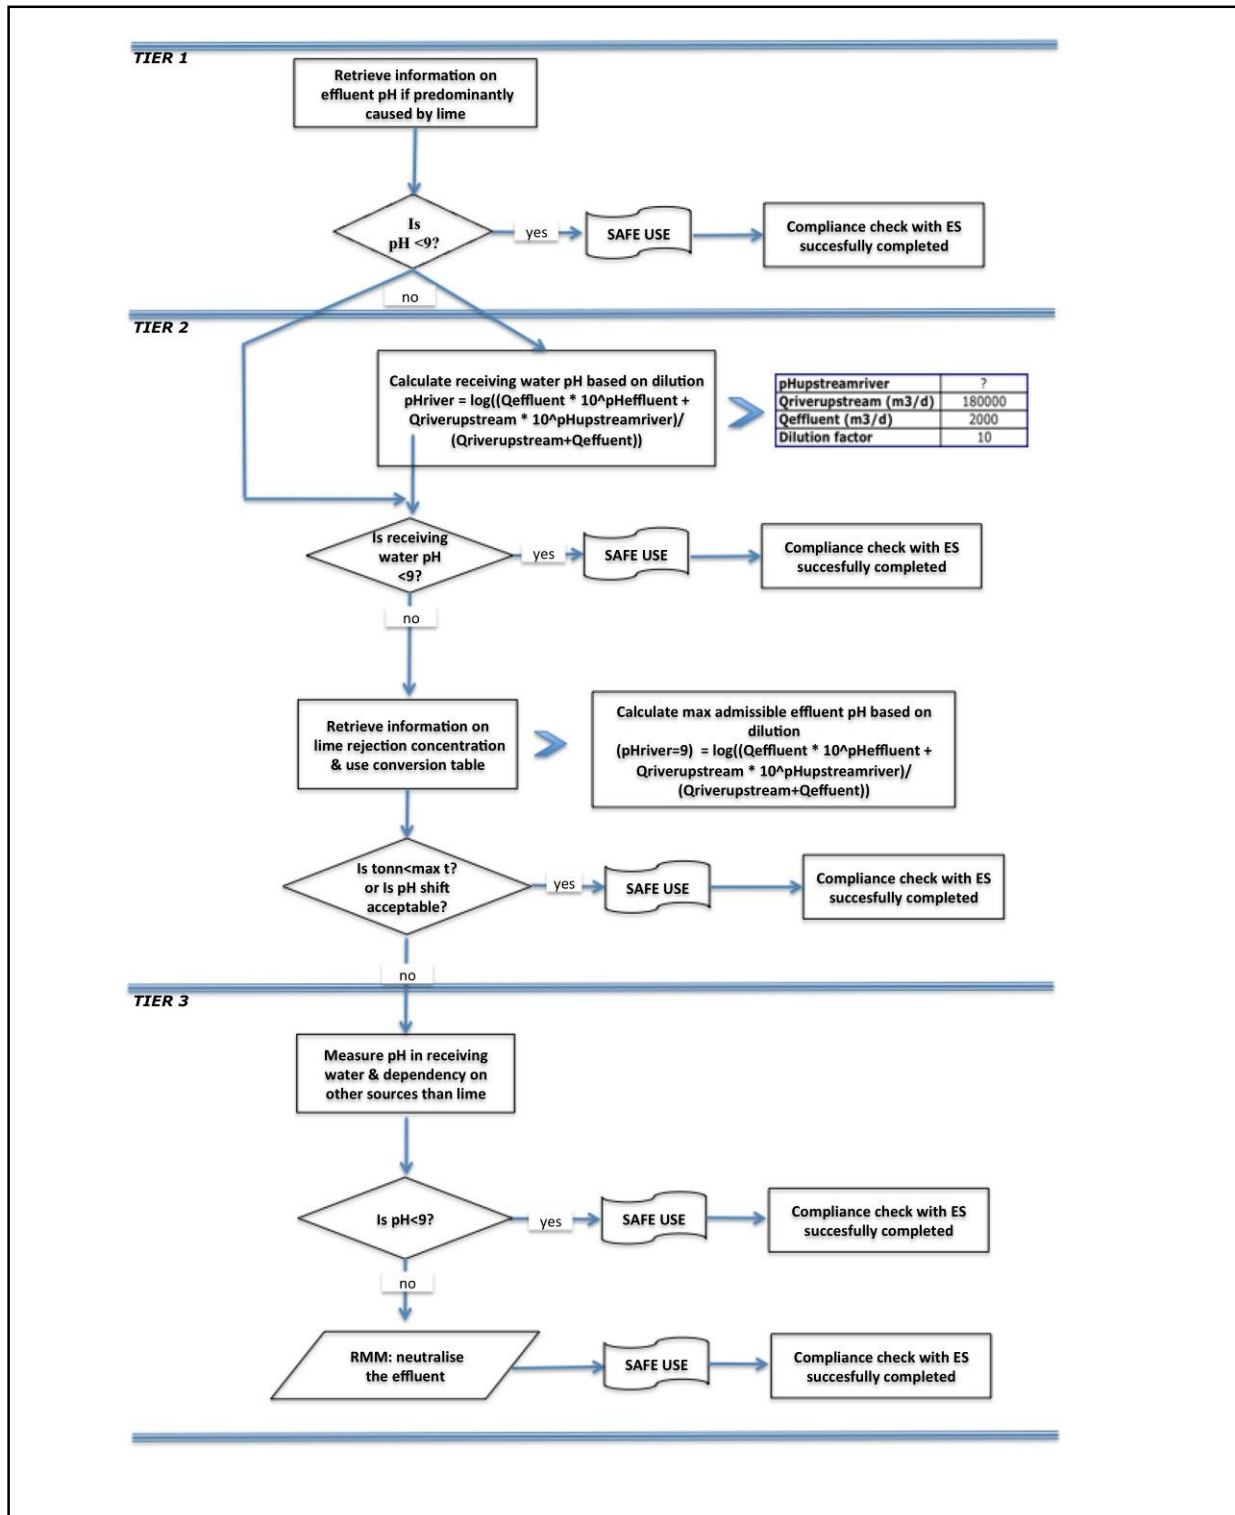 TIER 1
Retrieve information on
effluent pH if predominantly
caused by lime
Is
pH <9?
yes
SAFE USE
Compliance check with ES
succesfully completed
no
TIER 2
Calculate receiving water pH based on dilution
pHriver = log((Qeffluent * 10^pHeffluent +
Qriverupstream * 10^pHupstreamriver)/
(Qriverupstream+Qeffuent))
pHupstreamriver ?
Qriverupstream (m3/d) 180000
Qeffluent (m3/d) 2000
Dilution factor 10
Is receiving
water pH
<9?
yes
SAFE USE
Compliance check with ES
succesfully completed
no
Retrieve information on
lime rejection concentration
& use conversion table
Calculate max admissible effluent pH based on
dilution
(pHriver=9) = log((Qeffluent * 10^pHeffluent +
Qriverupstream * 10^pHupstreamriver)/
(Qriverupstream+Qeffuent))
Is tonn<max t?
or Is pH shift
acceptable?
yes
SAFE USE
Compliance check with ES
succesfully completed
no
TIER 3
Measure pH in receiving
water & dependency on
other sources than lime
Is pH<9?
yes
SAFE USE
Compliance check with ES
succesfully completed
no
RMM: neutralise
the effluent
SAFE USE
Compliance check with ES
succesfully completed